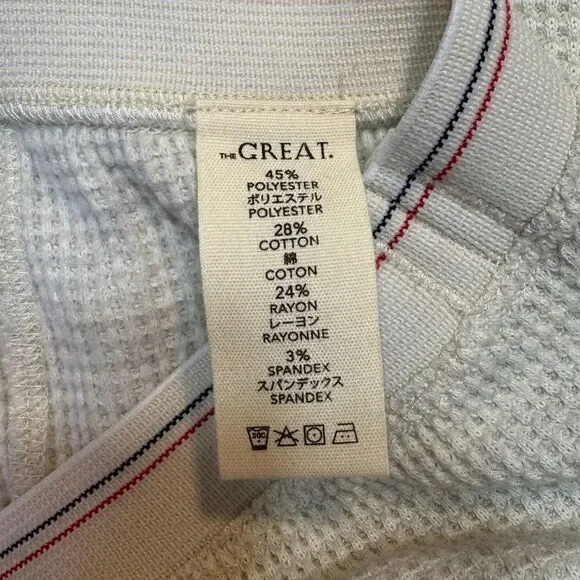 THE GREAT.
45%
POLYESTER
ポリエステル
POLYESTER
28%
COTTON
綿
COTON
24%
RAYON
レーヨン
RAYONNE
3%
SPANDEX
スパンデックス
SPANDEX
30C